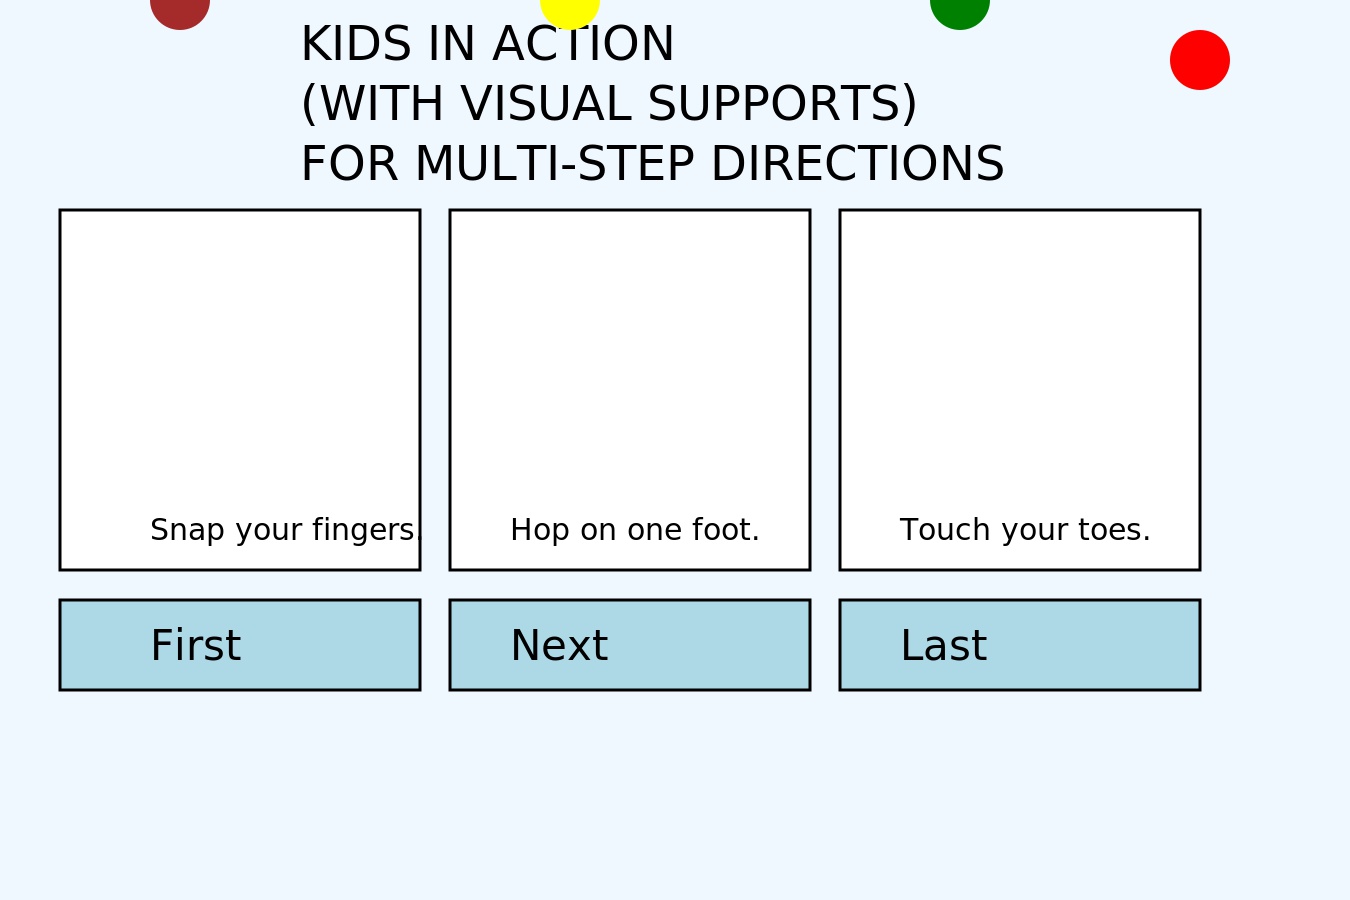 KIDS IN ACTION
(WITH VISUAL SUPPORTS)
FOR MULTI-STEP DIRECTIONS
Snap your fingers.
Hop on one foot.
Touch your toes.
First
Next
Last